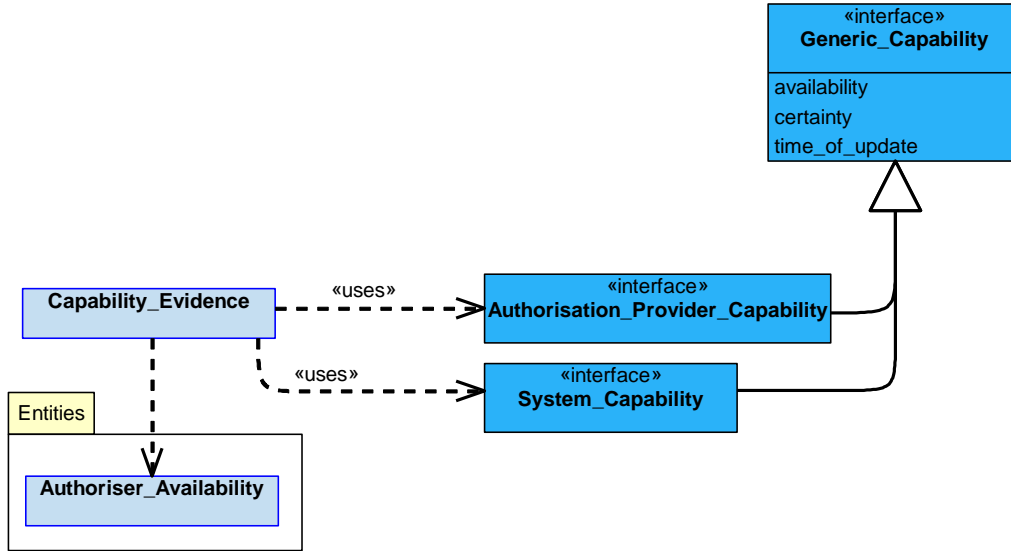 «interface»
Generic_Capability
availability
certainty
time_of_update
Capability_Evidence
«uses»
«interface»
Authorisation_Provider_Capability
«uses»
«interface»
System_Capability
Entities
Authoriser_Availability